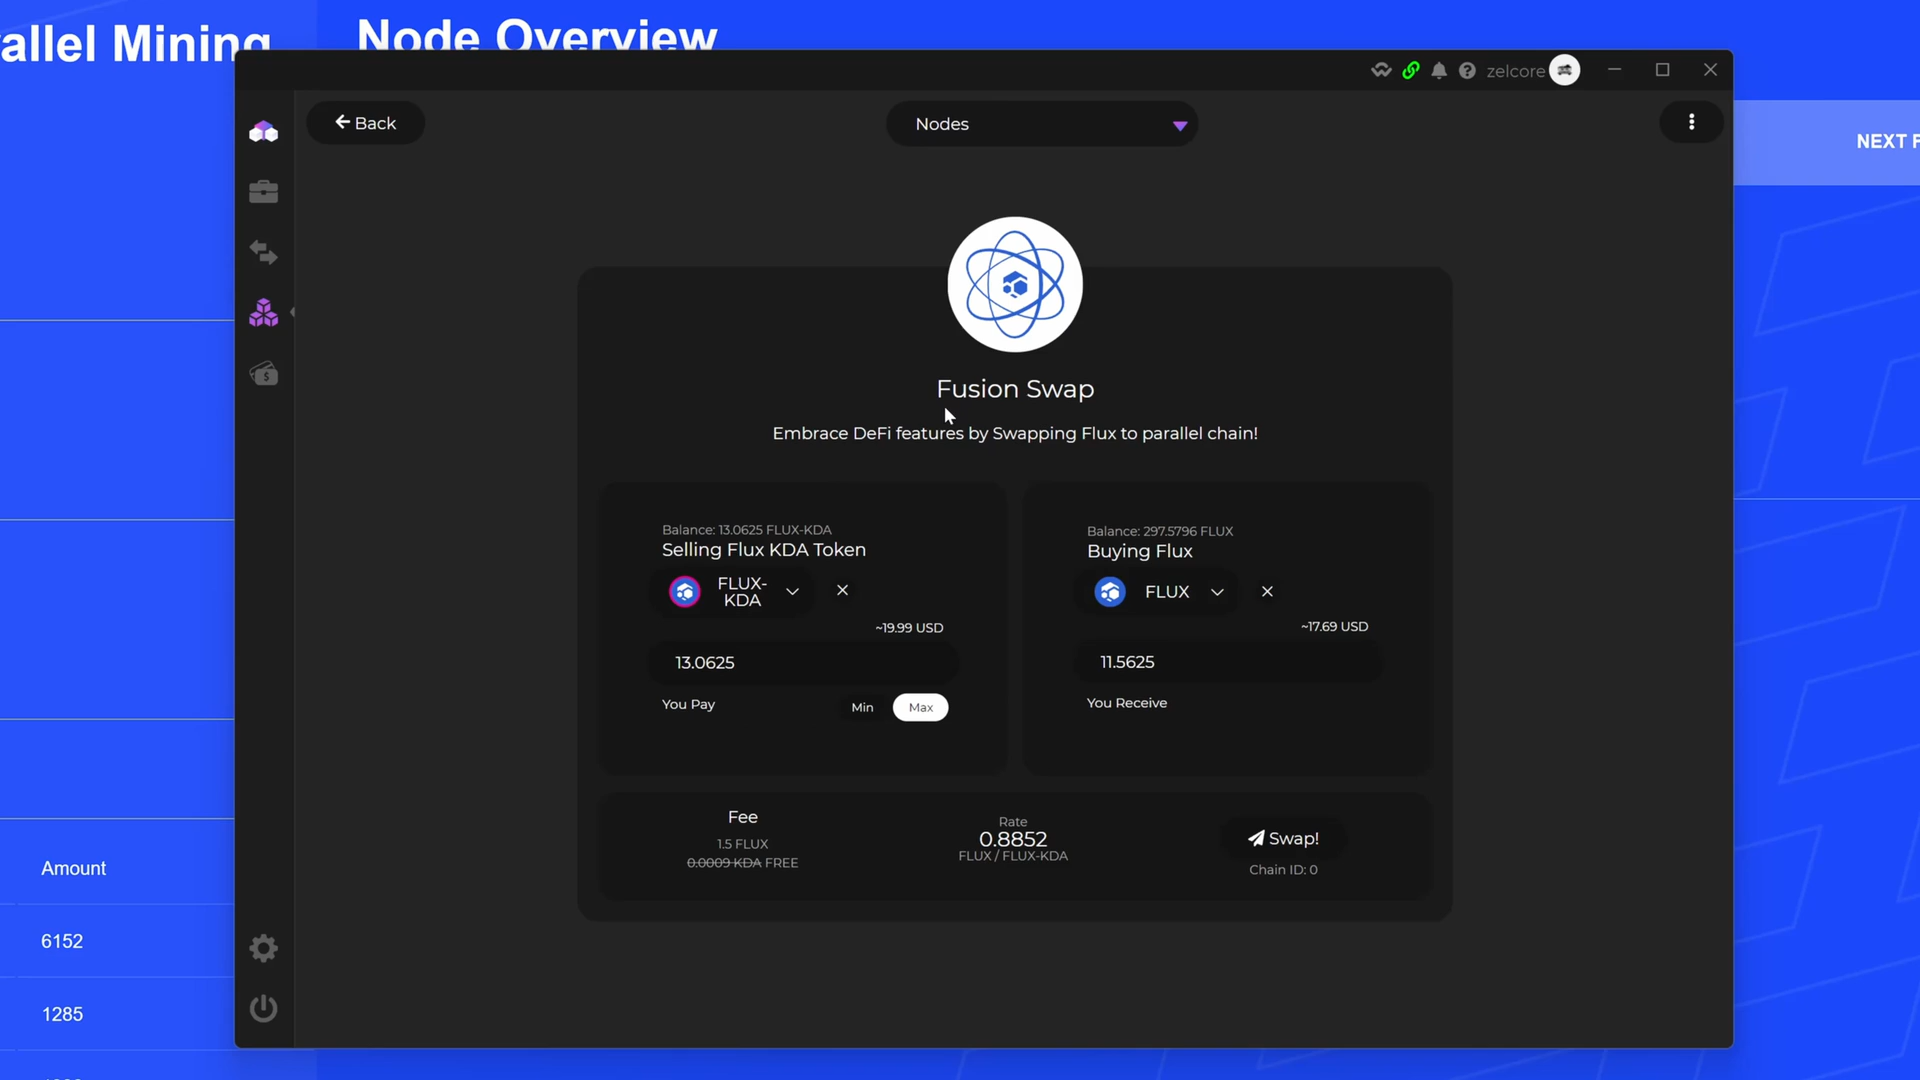 allel Mining
Node Overview
zelcore
Back
Nodes
NEXT
Fusion Swap
Embrace DeFi features by Swapping Flux to parallel chain!
Balance: 13.0625 FLUX-KDA
Selling Flux KDA Token
FLUX-
KDA
~19.99 USD
13.0625
You Pay
Min
Max
Balance: 297.5796 FLUX
Buying Flux
FLUX
~17.69 USD
11.5625
You Receive
Fee
1.5 FLUX
0.0009 KDA FREE
Rate
0.8852
FLUX / FLUX-KDA
Swap!
Chain ID: 0
Amount
6152
1285